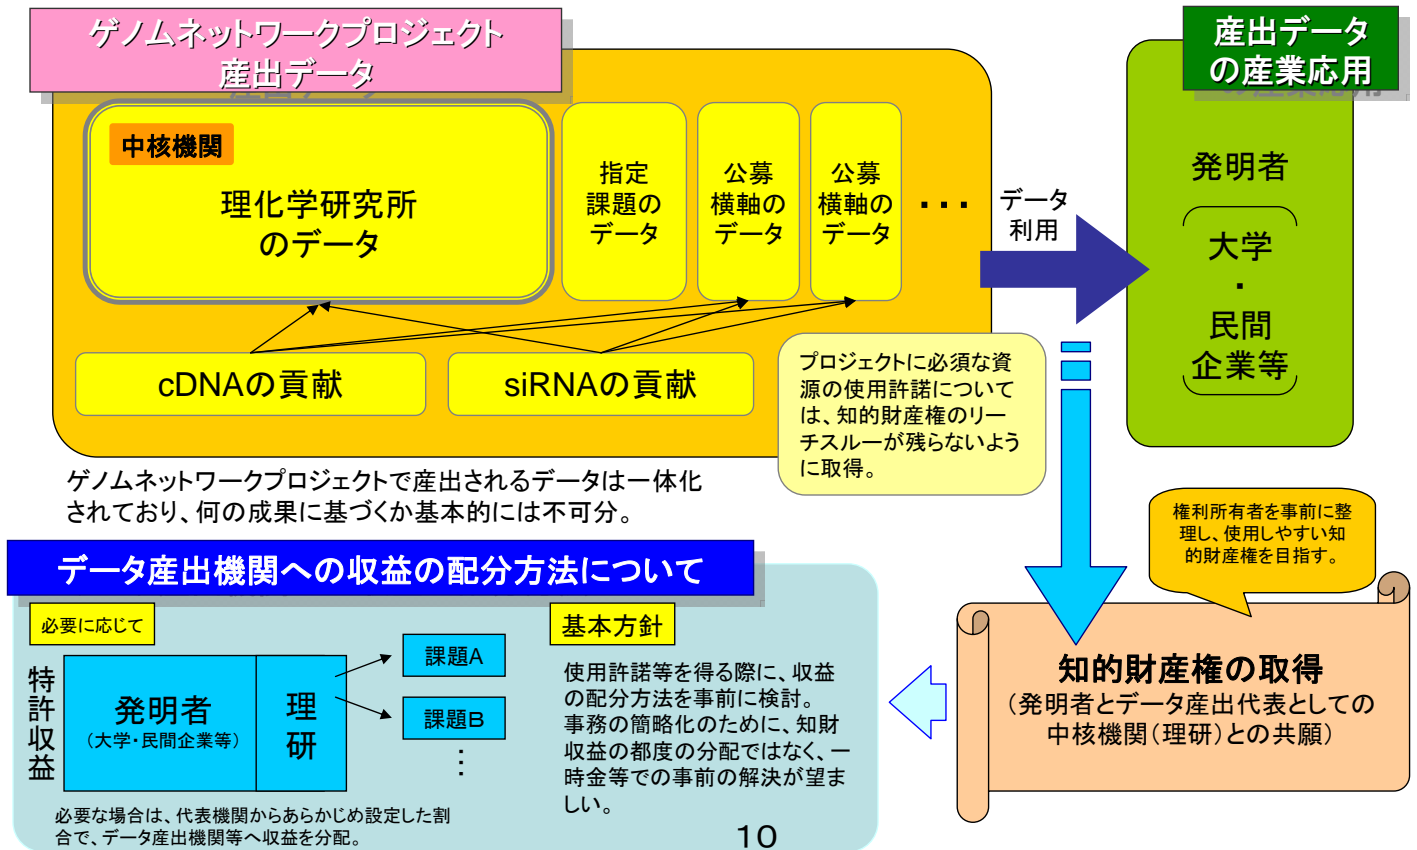 ゲノムネットワークプロジェクト
産出データ
産出データ
の産業応用
中核機関
理化学研究所
のデータ
指定
課題の
データ
公募
横軸の
データ
公募
横軸の
データ
・・・
データ
利用
発明者
大学
・
民間
企業等
cDNAの貢献
siRNAの貢献
プロジェクトに必須な資
源の使用許諾について
は、知的財産権のリー
チスルーが残らないよう
に取得。
ゲノムネットワークプロジェクトで産出されるデータは一体化
されており、何の成果に基づくか基本的には不可分。
権利所有者を事前に整
理し、使用しやすい知
的財産権を目指す。
知的財産権の取得
(発明者とデータ産出代表としての
中核機関(理研)との共願)
データ産出機関への収益の配分方法について
必要に応じて
特許収益
発明者
(大学・民間企業等)
理研
課題A
課題B
…
必要な場合は、代表機関からあらかじめ設定した割
合で、データ産出機関等へ収益を分配。
基本方針
使用許諾等を得る際に、収益
の配分方法を事前に検討。
事務の簡略化のために、知財
収益の都度の分配ではなく、一
時金等での事前の解決が望ま
しい。
10